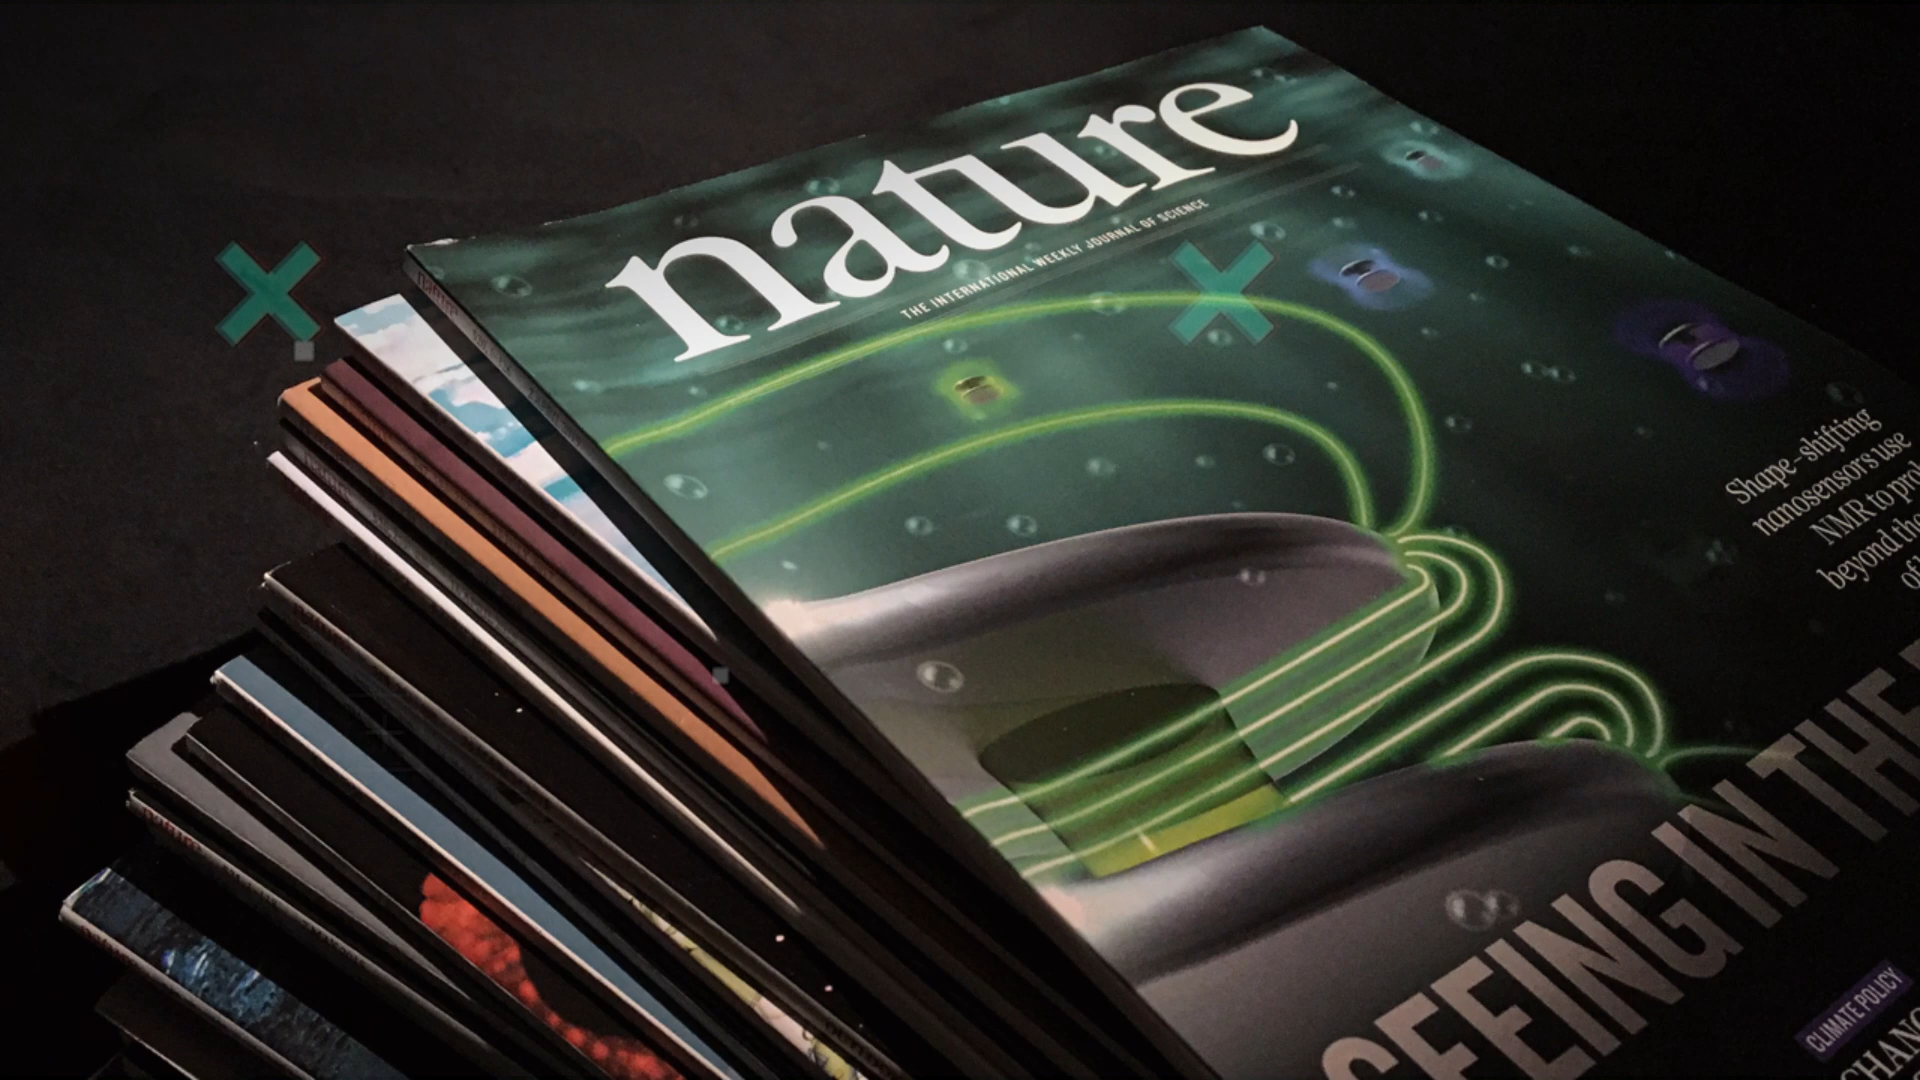 nature
THE INTERNATIONAL WEEKLY JOURNAL OF SCIENCE
Shape-shifting
nanosensors use
NMR to
beyond
SEEING IN THE
CLIMATE POLICY